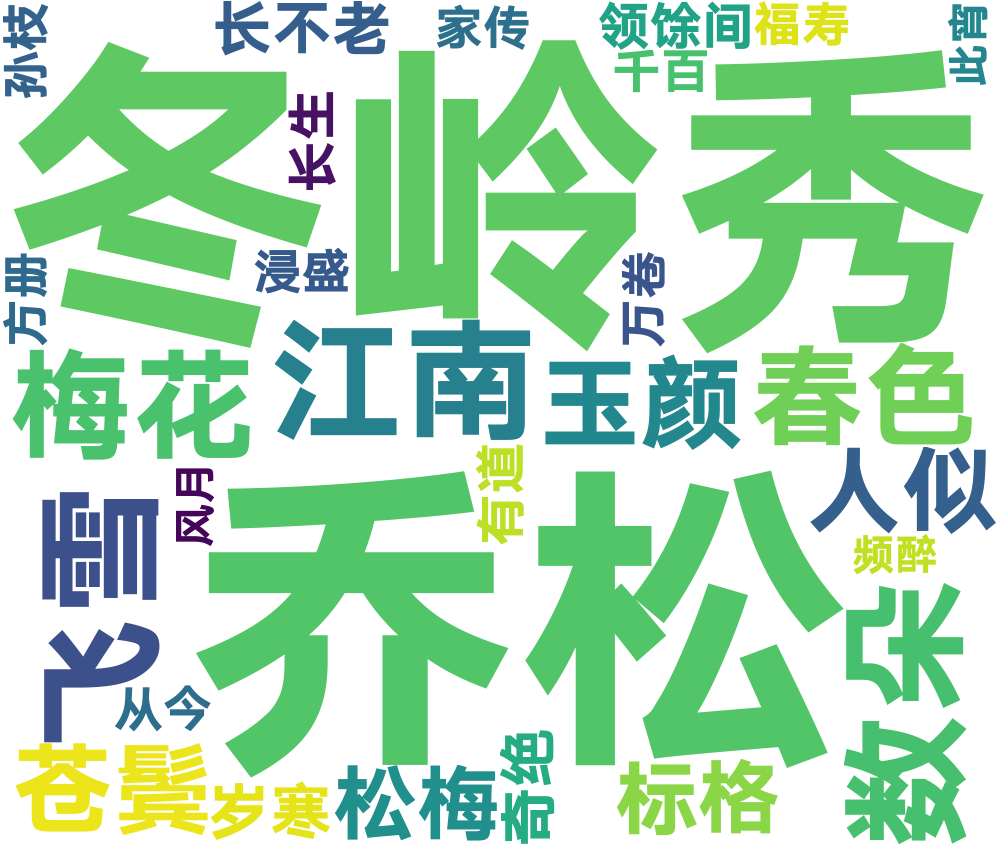 孙枝
长不老
家传
领馀间
福寿
此宵
千百
冬岭秀
长生
方册
漫盛
万卷
梅花
江南
玉颜
春色
飞雪
风月
有道
人似
乔松
频醉
数朵
从今
苍鬓
岁寒
松梅
奇绝
标格